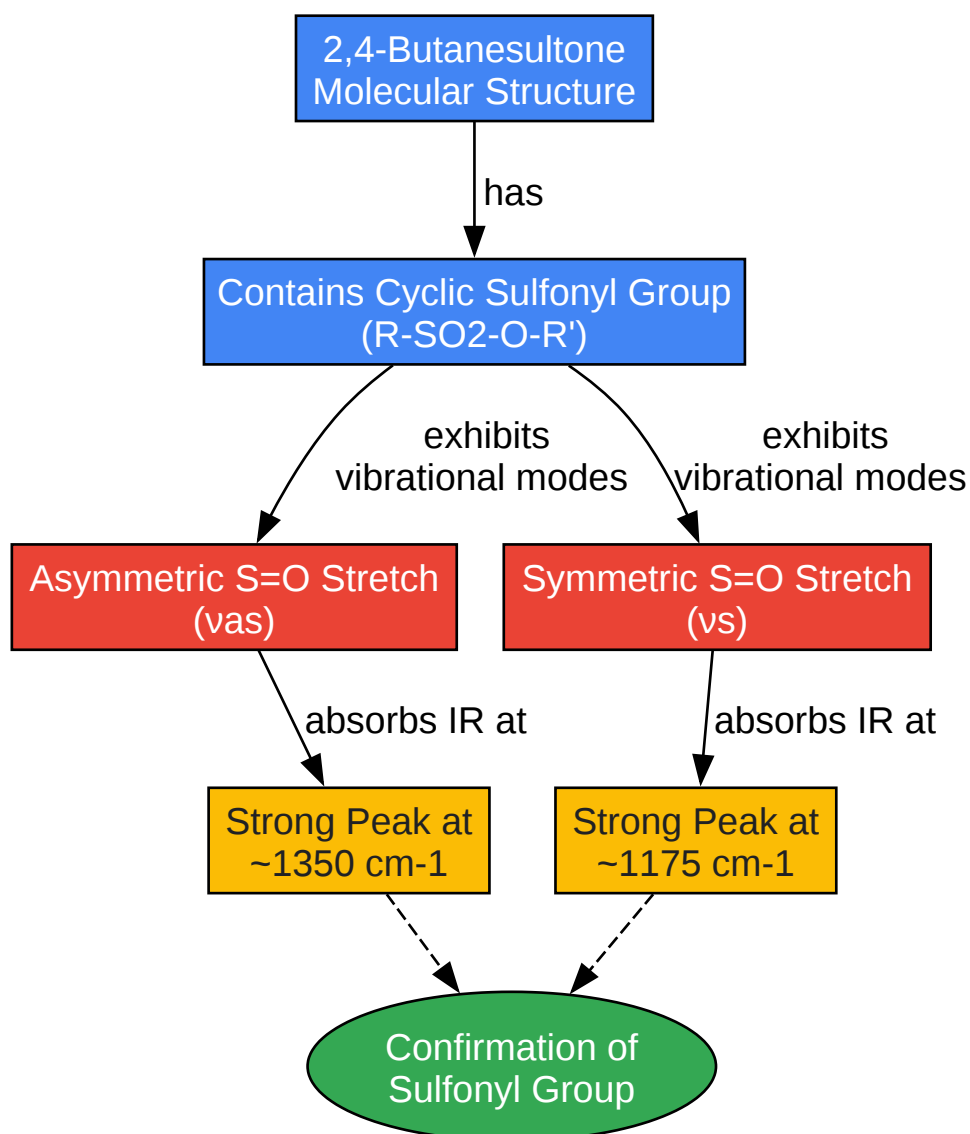 2,4-Butanesultone
Molecular Structure
has
Contains Cyclic Sulfonyl Group
(R-SO2-O-R')
exhibits
vibrational modes
exhibits
vibrational modes
Asymmetric S=O Stretch
(νas)
Symmetric S=O Stretch
(νs)
absorbs IR at
absorbs IR at
Strong Peak at
~1350 cm-1
Strong Peak at
~1175 cm-1
Confirmation of
Sulfonyl Group